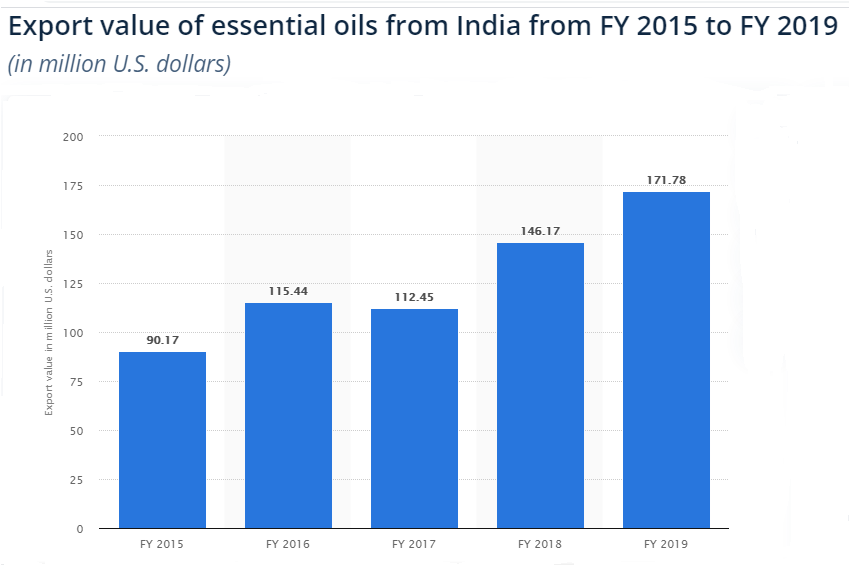 Export value of essential oils from India from FY 2015 to FY 2019
(in million U.S. dollars)
200
175
150
125
100
75
50
25
0
Export value in million U.S. dollars
90.17
115.44
112.45
146.17
171.78
FY 2015
FY 2016
FY 2017
FY 2018
FY 2019